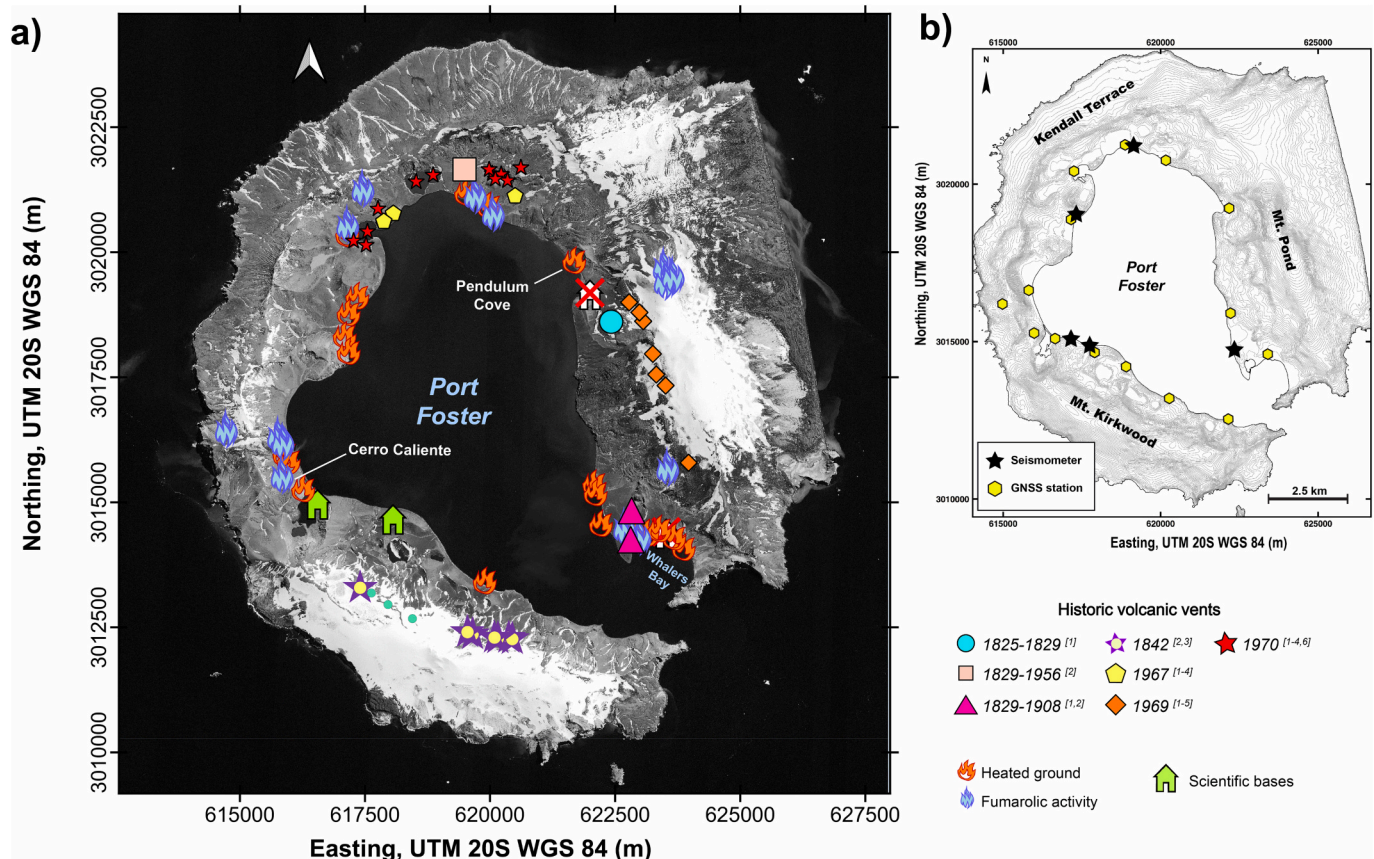 a)
Northing, UTM 20S WGS 84 (m)
3022500
3020000
3017500
3015000
3012500
3010000
Pendulum
Cove
Port
Foster
Cerro Caliente
Whalers
Bay
615000
617500
620000
622500
625000
627500
Easting, UTM 20S WGS 84 (m)
b)
615000
620000
625000
N
Kendall Terrace
Northing, UTM 20S WGS 84 (m)
3020000
3015000
3010000
Mt. Pond
Port
Foster
Mt. Kirkwood
Seismometer
GNSS station
2.5 km
615000
620000
625000
Easting, UTM 20S WGS 84 (m)
Historic volcanic vents
1825-1829 [1]
1842 [2,3]
1970 [1-4,6]
1829-1956 [2]
1967 [1-4]
1829-1908 [1,2]
1969 [1-5]
Heated ground
Scientific bases
Fumarolic activity